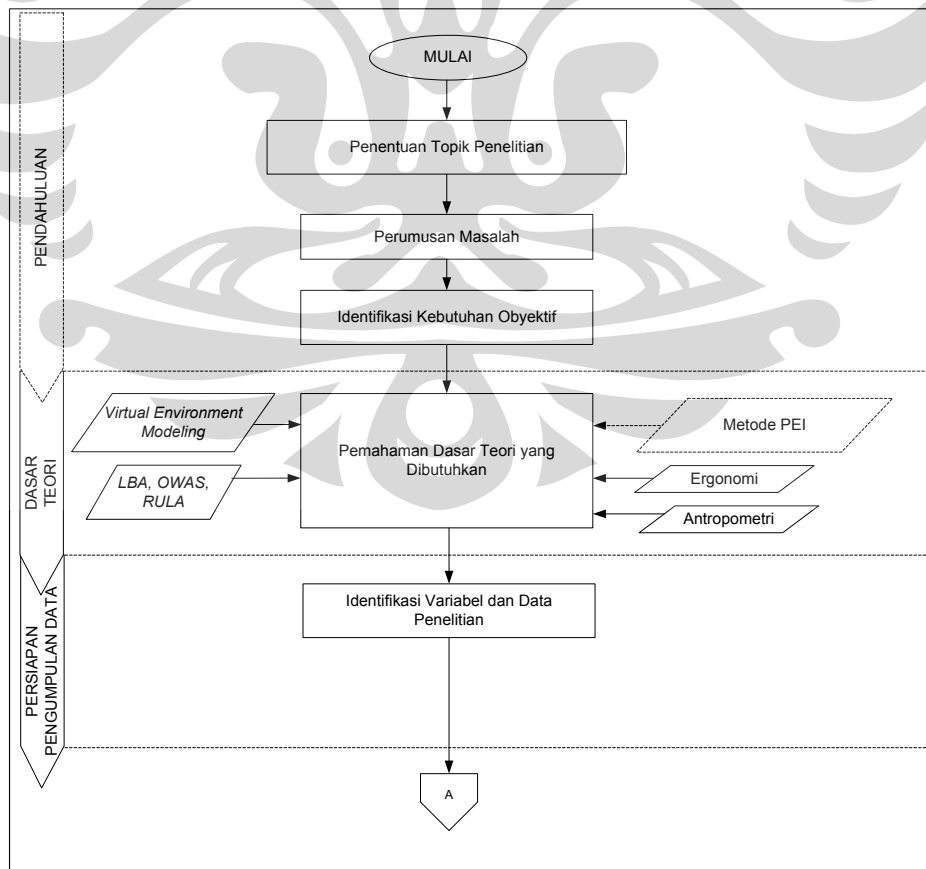 MULAI
Penentuan Topik Penelitian
Perumusan Masalah
Identifikasi Kebutuhan Obyektif
PENDAHULUAN
Virtual Environment
Modeling
LBA, OWAS,
RULA
Pemahaman Dasar Teori yang
Dibutuhkan
Metode PEI
Ergonomi
Antropometri
DASAR
TEORI
Identifikasi Variabel dan Data
Penelitian
PERSIAPAN
PENGUMPULAN DATA
A